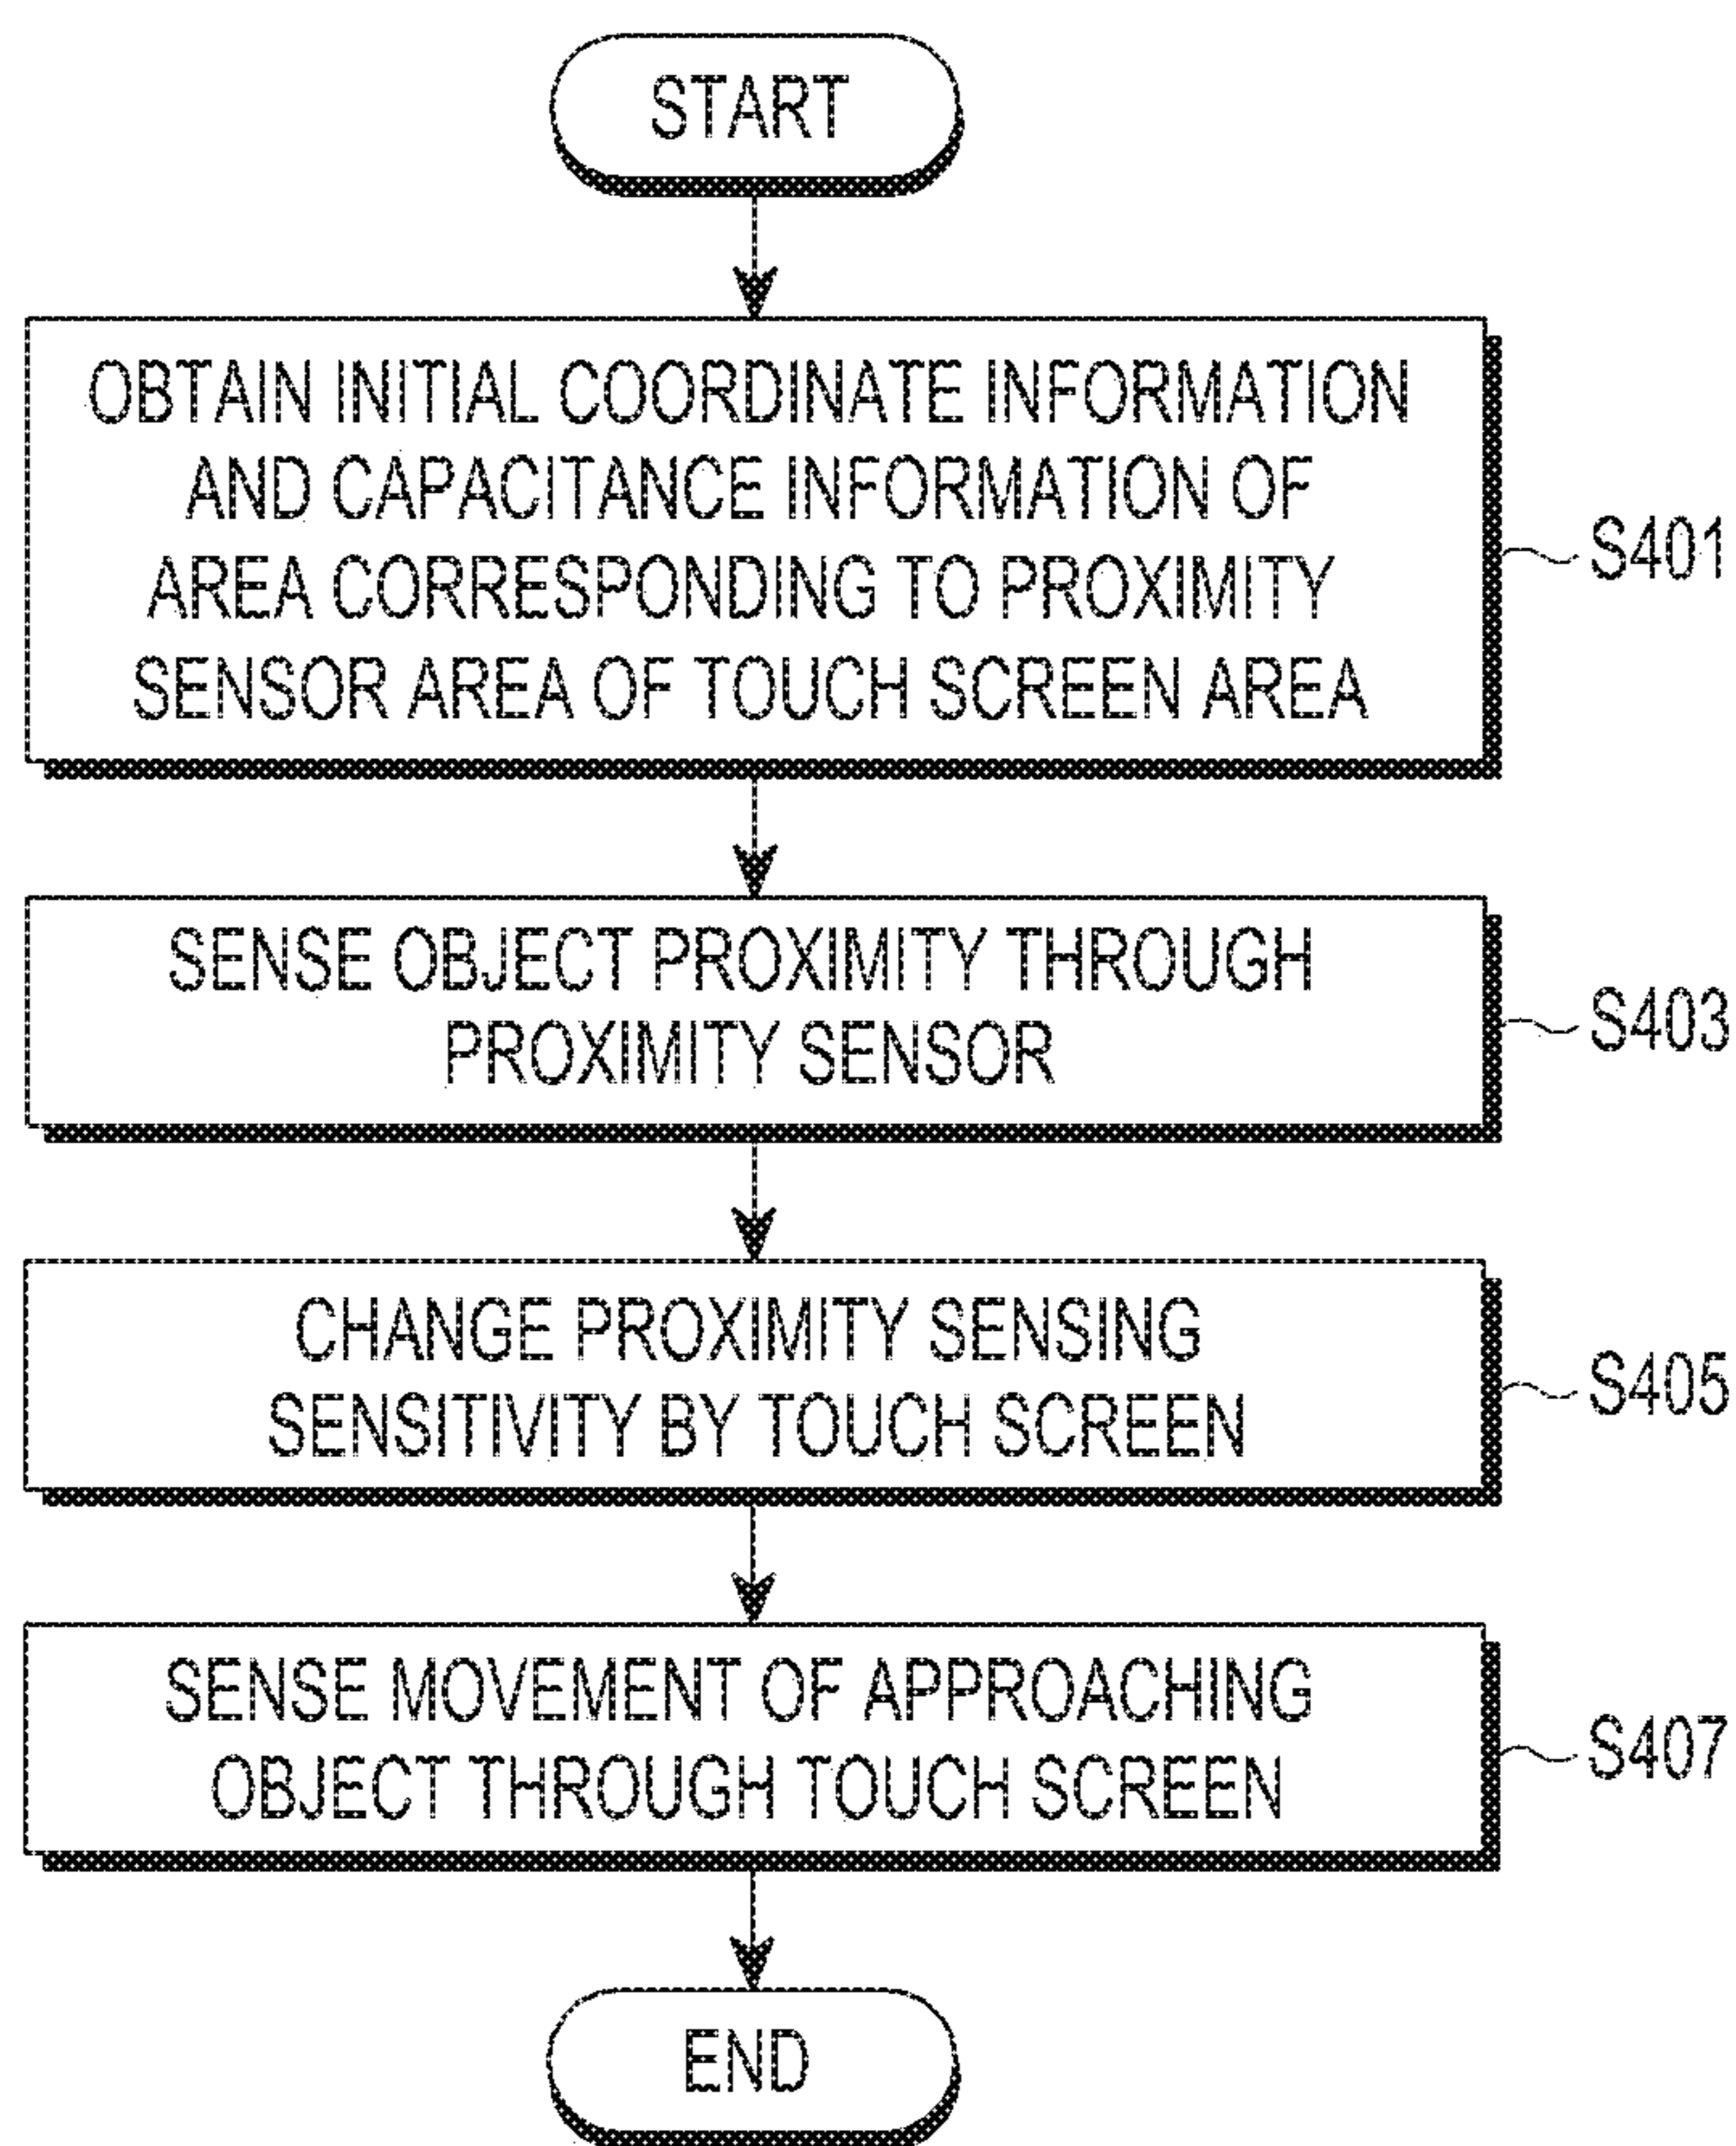 START
OBTAIN INITIAL COORDINATE INFORMATION
AND CAPACITANCE INFORMATION OF
AREA CORRESPONDING TO PROXIMITY
SENSOR AREA OF TOUCH SCREEN AREA
S401
SENSE OBJECT PROXIMITY THROUGH
PROXIMITY SENSOR
S403
CHANGE PROXIMITY SENSING
SENSITIVITY BY TOUCH SCREEN
S405
SENSE MOVEMENT OF APPROACHING
OBJECT THROUGH TOUCH SCREEN
S407
END